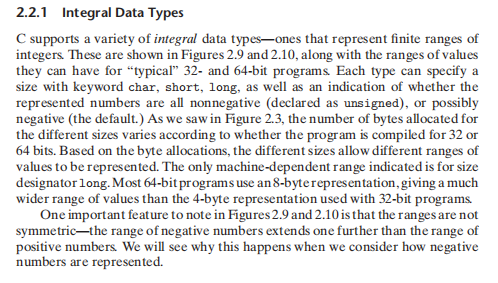 2.2.1 Integral Data Types
C supports a variety of integral data types—ones that represent finite ranges of
integers. These are shown in Figures 2.9 and 2.10, along with the ranges of values
they can have for “typical” 32- and 64-bit programs. Each type can specify a
size with keyword char, short, long, as well as an indication of whether the
represented numbers are all nonnegative (declared as unsigned), or possibly
negative (the default.) As we saw in Figure 2.3, the number of bytes allocated for
the different sizes varies according to whether the program is compiled for 32 or
64 bits. Based on the byte allocations, the different sizes allow different ranges of
values to be represented. The only machine-dependent range indicated is for size
designator long. Most 64-bit programs use an 8-byte representation, giving a much
wider range of values than the 4-byte representation used with 32-bit programs.
One important feature to note in Figures 2.9 and 2.10 is that the ranges are not
symmetric—the range of negative numbers extends one further than the range of
positive numbers. We will see why this happens when we consider how negative
numbers are represented.